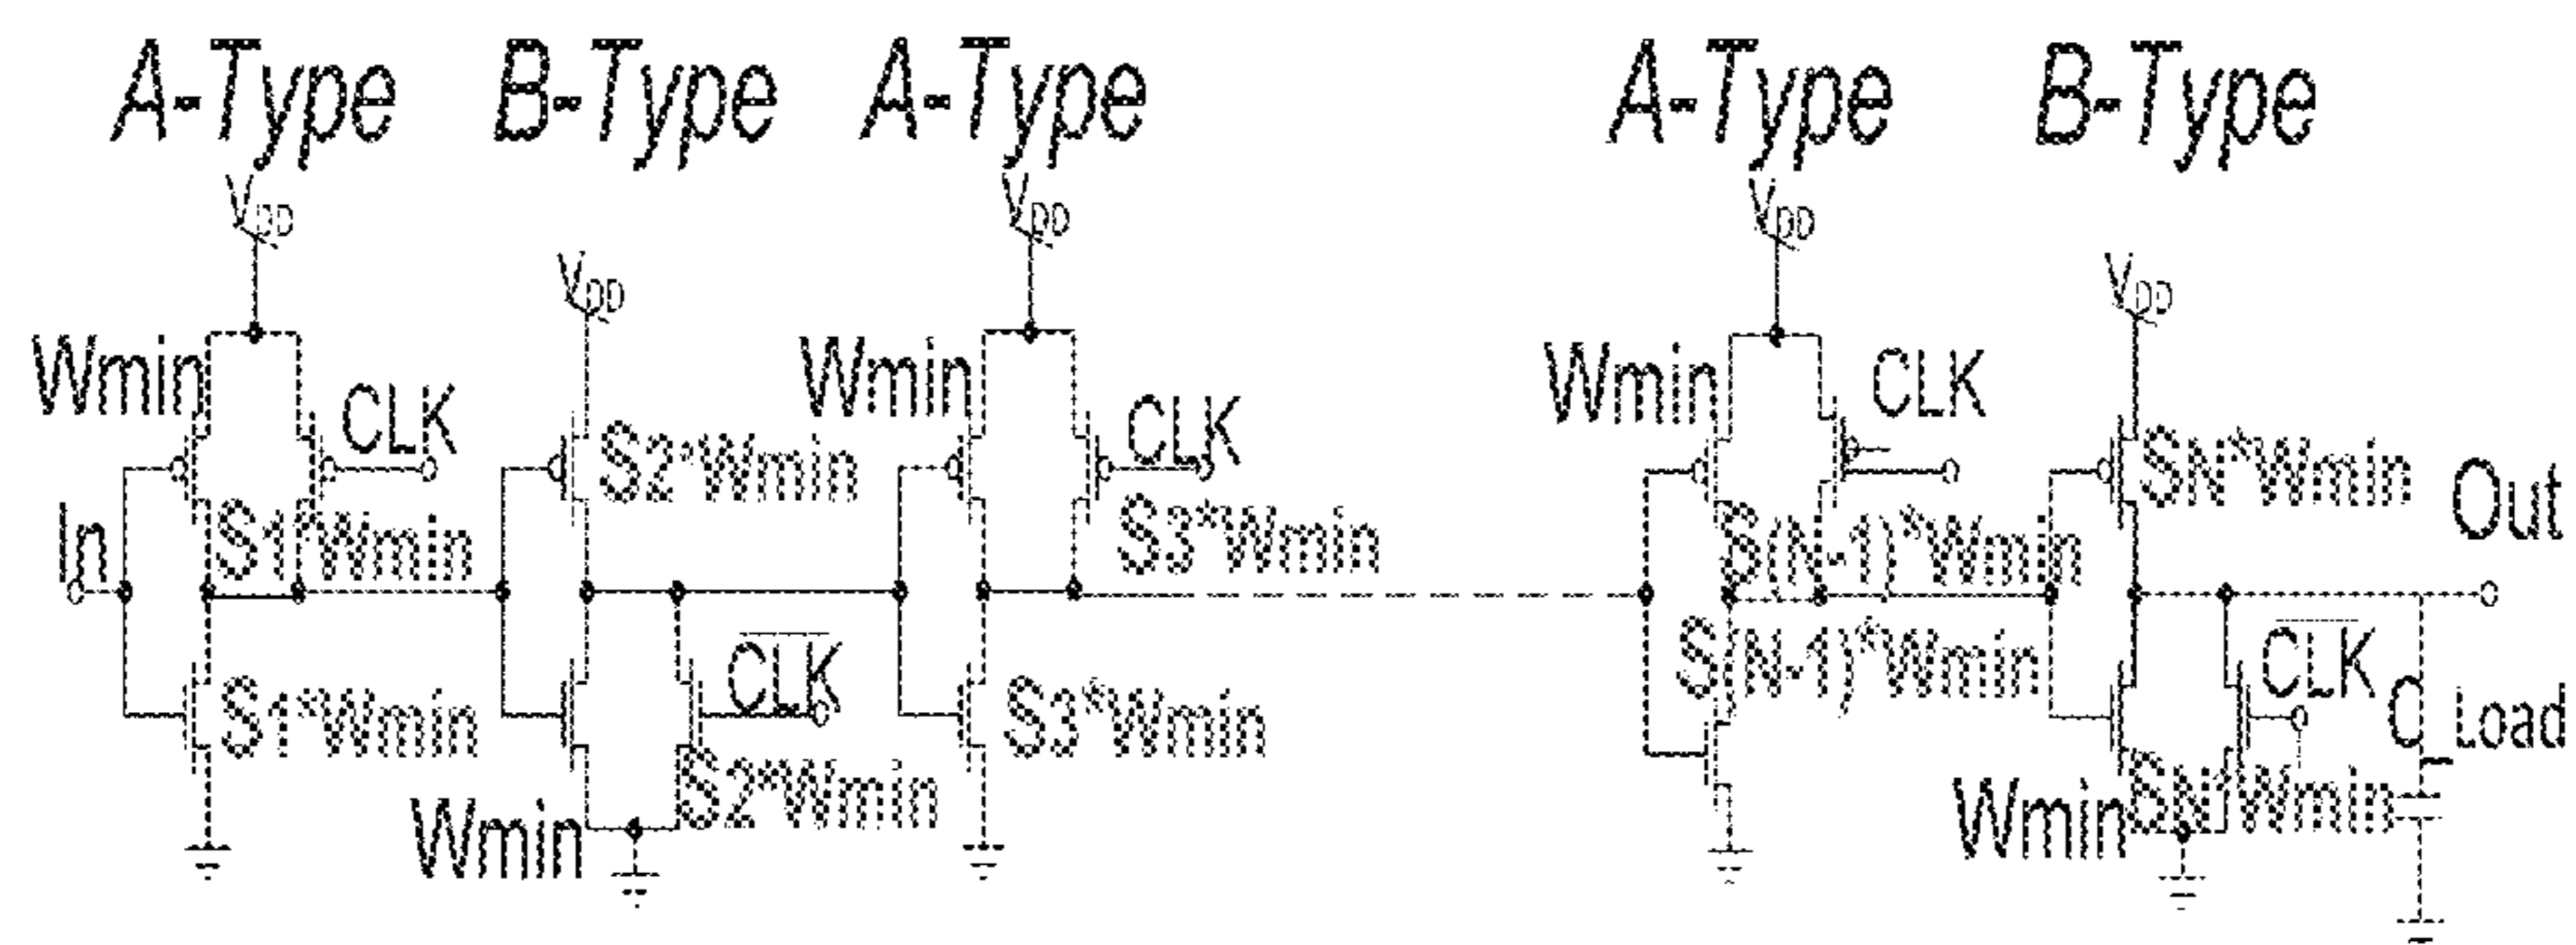 A-Type B-Type A-Type A-Type B-Type
VDD VDD VDD
VDD VDD
Wmin CLK Wmin CLK Wmin CLK
S2*Wmin SN*Wmin
In S1*Wmin S3*Wmin S(N-1)*Wmin Out
S1*Wmin CLK S3*Wmin S(N-1)*Wmin CLK C_Load
Wmin S2*Wmin Wmin SN*Wmin